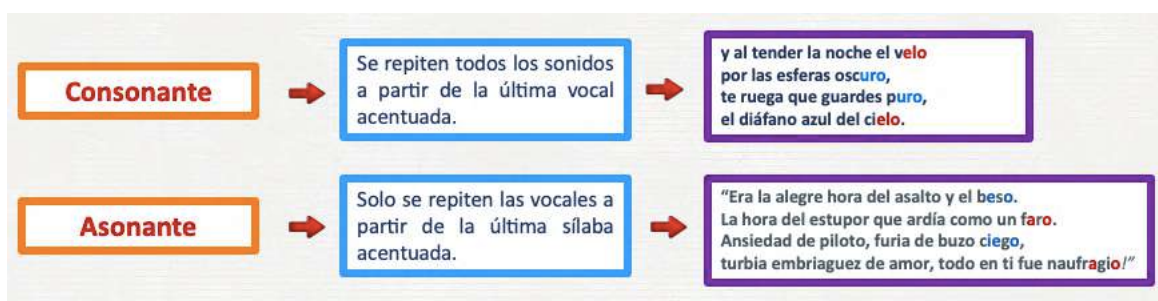 Consonante
Se repiten todos los sonidos
a partir de la última vocal
acentuada.
y al tender la noche el velo
por las esferas oscuro,
te ruega que guardes puro,
el diáfano azul del cielo.
Asonante
Solo se repiten las vocales a
partir de la última sílaba
acentuada.
“Era la alegre hora del asalto y el beso.
La hora del estupor que ardía como un faro.
Ansiedad de piloto, furia de buzo ciego,
turbia embriaguez de amor, todo en ti fue naufragio!”